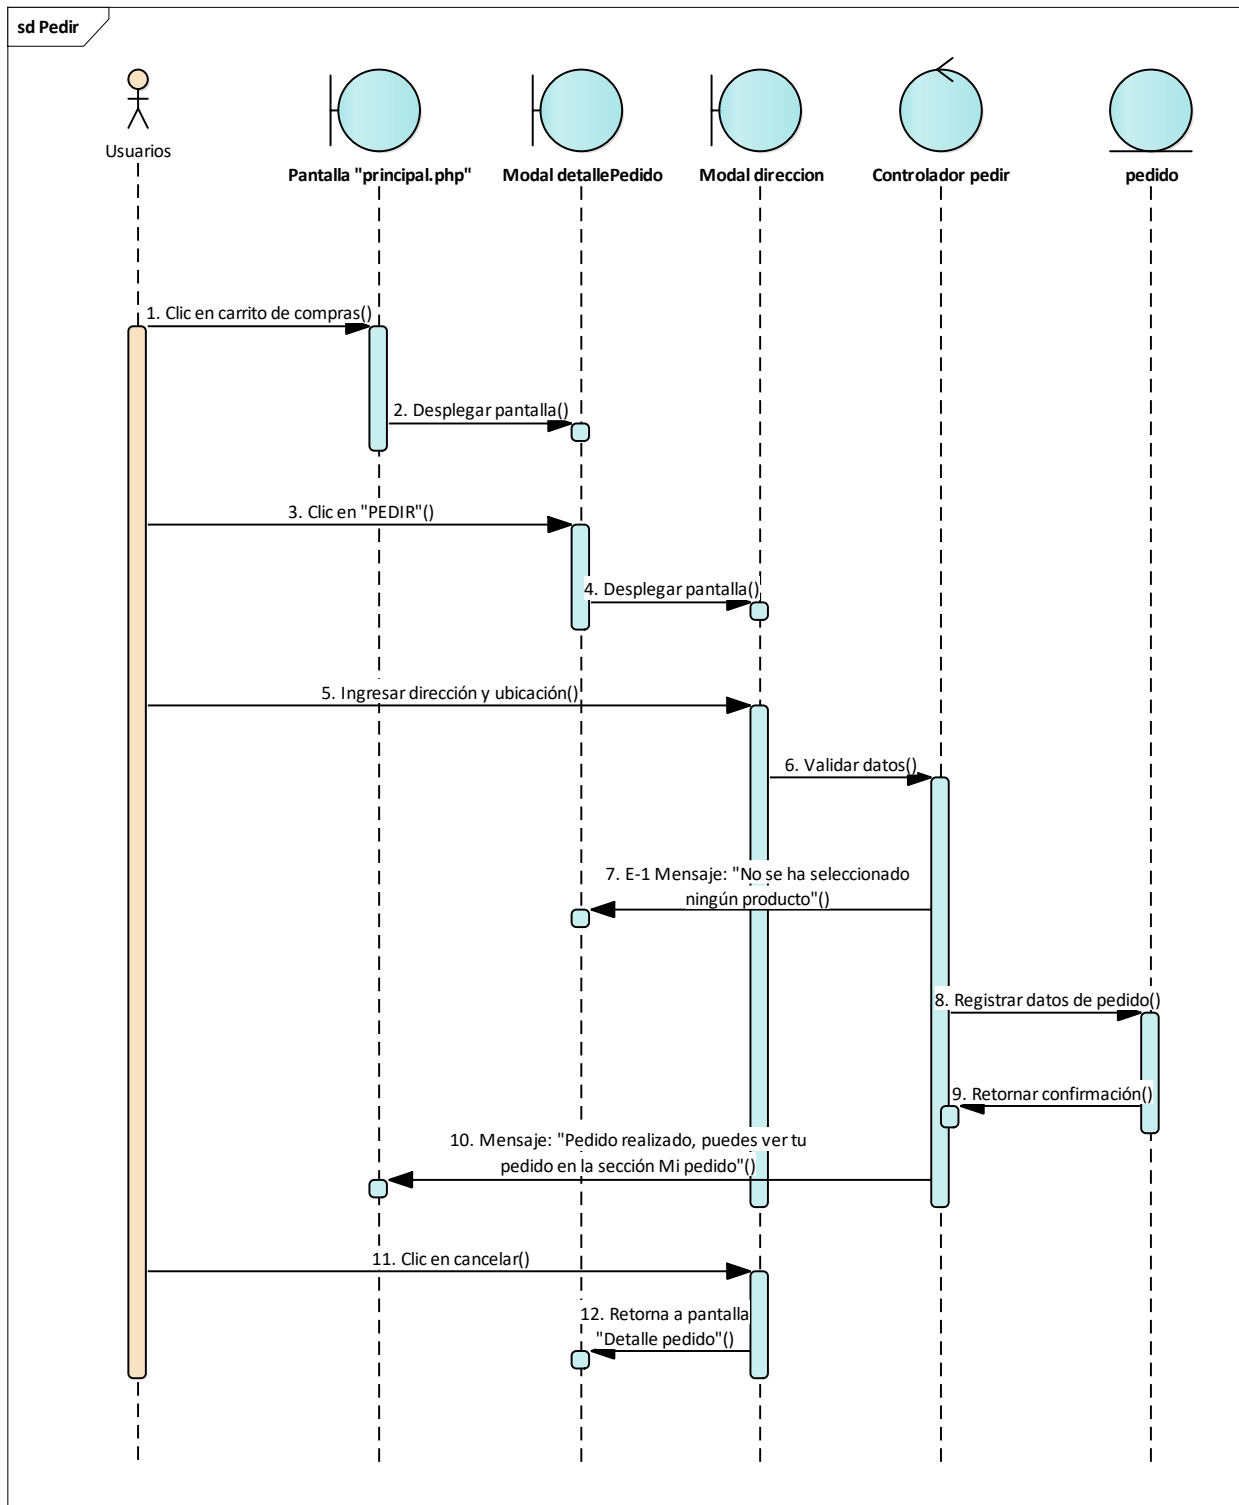 sd Pedir
Usuarios
Pantalla "principal.php"
Modal detallePedido
Modal direccion
Controlador pedir
pedido
1. Clic en carrito de compras()
2. Desplegar pantalla()
3. Clic en "PEDIR"()
4. Desplegar pantalla()
5. Ingresar dirección y ubicación()
6. Validar datos()
7. E-1 Mensaje: "No se ha seleccionado
ningún producto"()
8. Registrar datos de pedido()
9. Retornar confirmación()
10. Mensaje: "Pedido realizado, puedes ver tu
pedido en la sección Mi pedido"()
11. Clic en cancelar()
12. Retorna a pantalla
"Detalle pedido"()